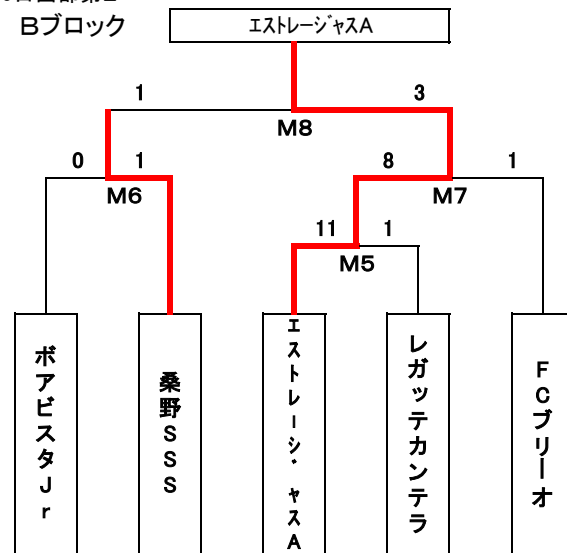 Bブロック
エストレージャスA
1 3
M8
0 1 8 1
M6 M7
11 1
M5
ボアビスタJr
桑野SSS
エストレージャスA
レガッテカンテラ
FCブリーオ